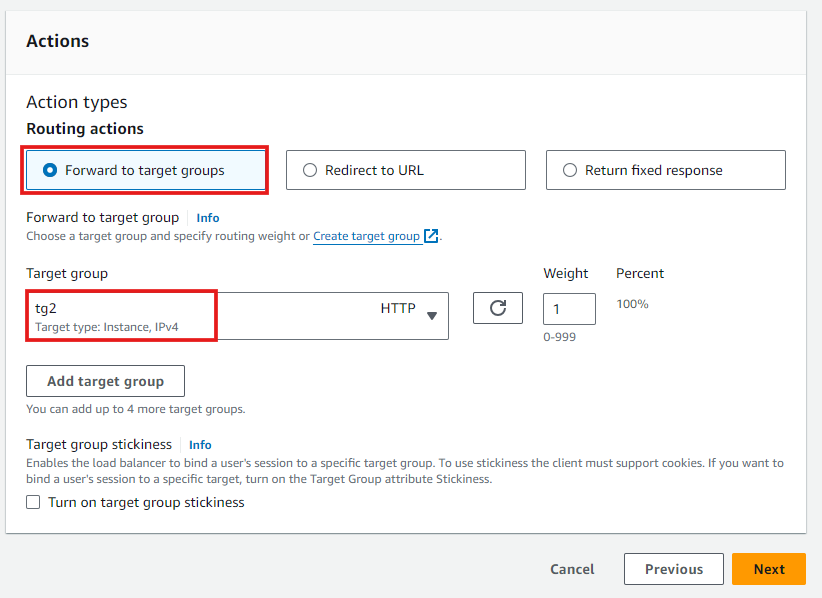 Actions
Action types
Routing actions
Forward to target groups
Redirect to URL
Return fixed response
Forward to target group Info
Choose a target group and specify routing weight or Create target group.
Target group
Weight
Percent
tg2
Target type: Instance, IPv4
HTTP
1
100%
0-999
Add target group
You can add up to 4 more target groups.
Target group stickiness Info
Enables the load balancer to bind a user's session to a specific target group. To use stickiness the client must support cookies. If you want to
bind a user's session to a specific target, turn on the Target Group attribute Stickiness.
Turn on target group stickiness
Cancel
Previous
Next